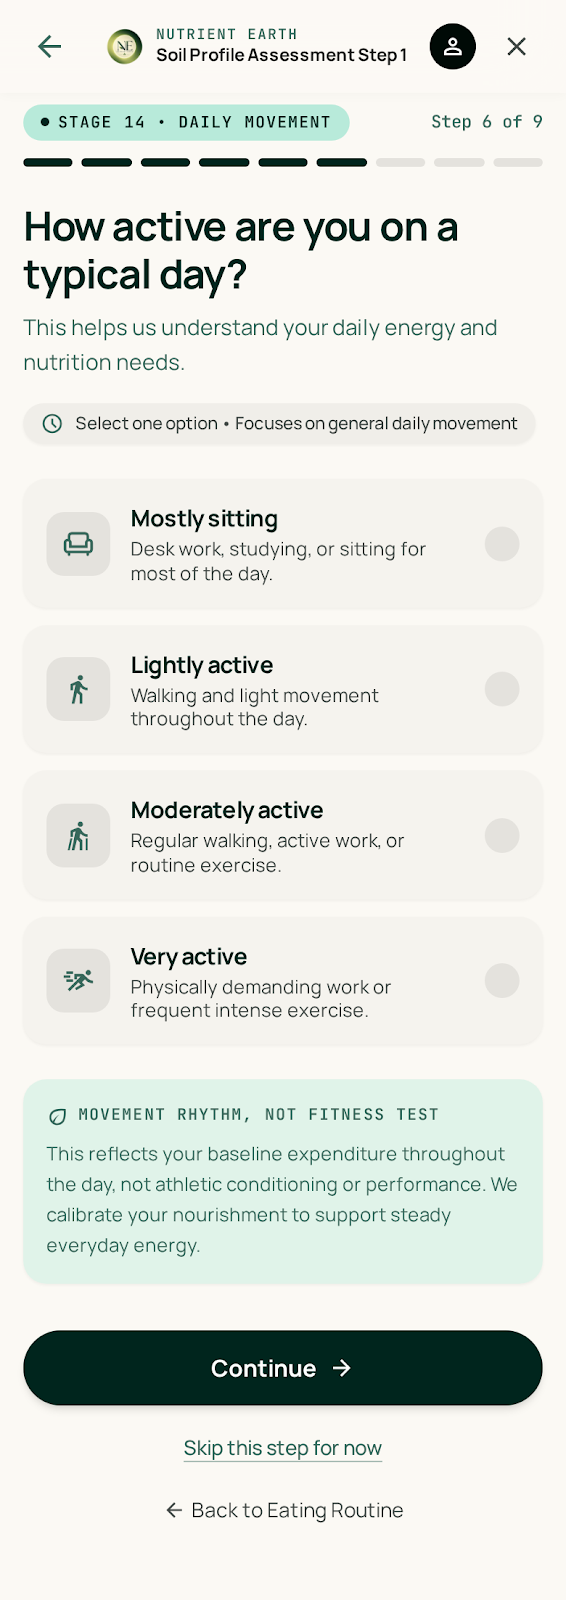 NUTRIENT EARTH
Soil Profile Assessment Step 1
NE
STAGE 14 • DAILY MOVEMENT
Step 6 of 9
How active are you on a
typical day?
This helps us understand your daily energy and
nutrition needs.
Select one option • Focuses on general daily movement
Mostly sitting
Desk work, studying, or sitting for
most of the day.
Lightly active
Walking and light movement
throughout the day.
Moderately active
Regular walking, active work, or
routine exercise.
Very active
Physically demanding work or
frequent intense exercise.
MOVEMENT RHYTHM, NOT FITNESS TEST
This reflects your baseline expenditure throughout
the day, not athletic conditioning or performance. We
calibrate your nourishment to support steady
everyday energy.
Continue →
Skip this step for now
← Back to Eating Routine